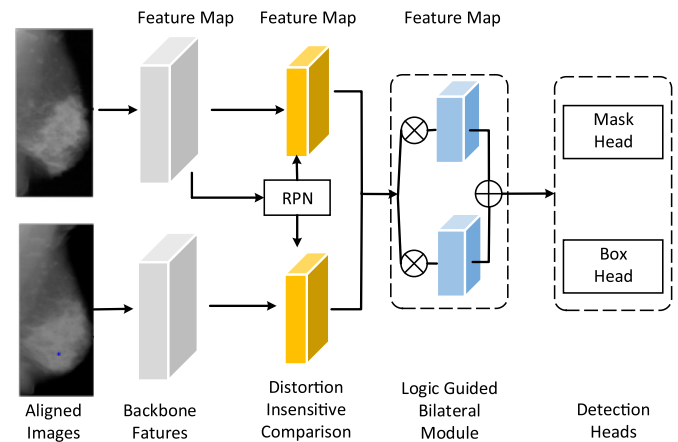 Feature Map
Feature Map
Feature Map
RPN
Mask
Head
Box
Head
Aligned
Images
Backbone
Fatures
Distortion
Insensitive
Comparison
Logic Guided
Bilateral
Module
Detection
Heads